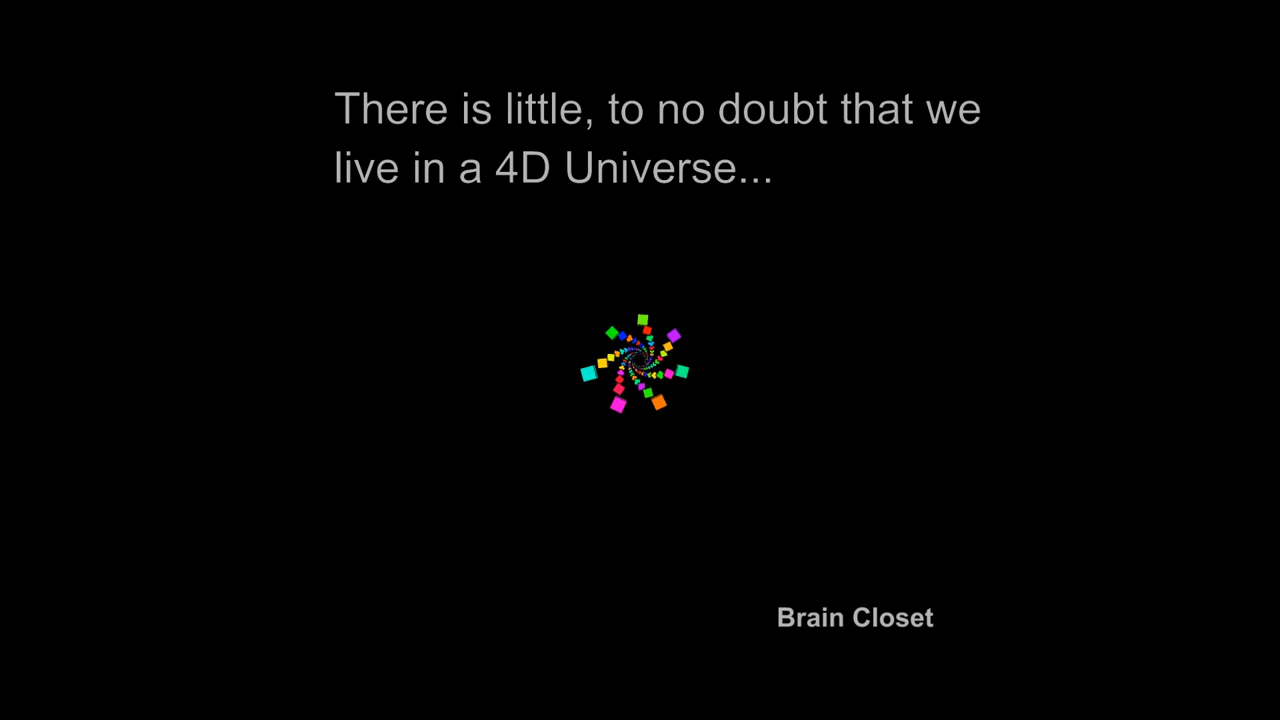 There is little, to no doubt that we
live in a 4D Universe...
Brain Closet